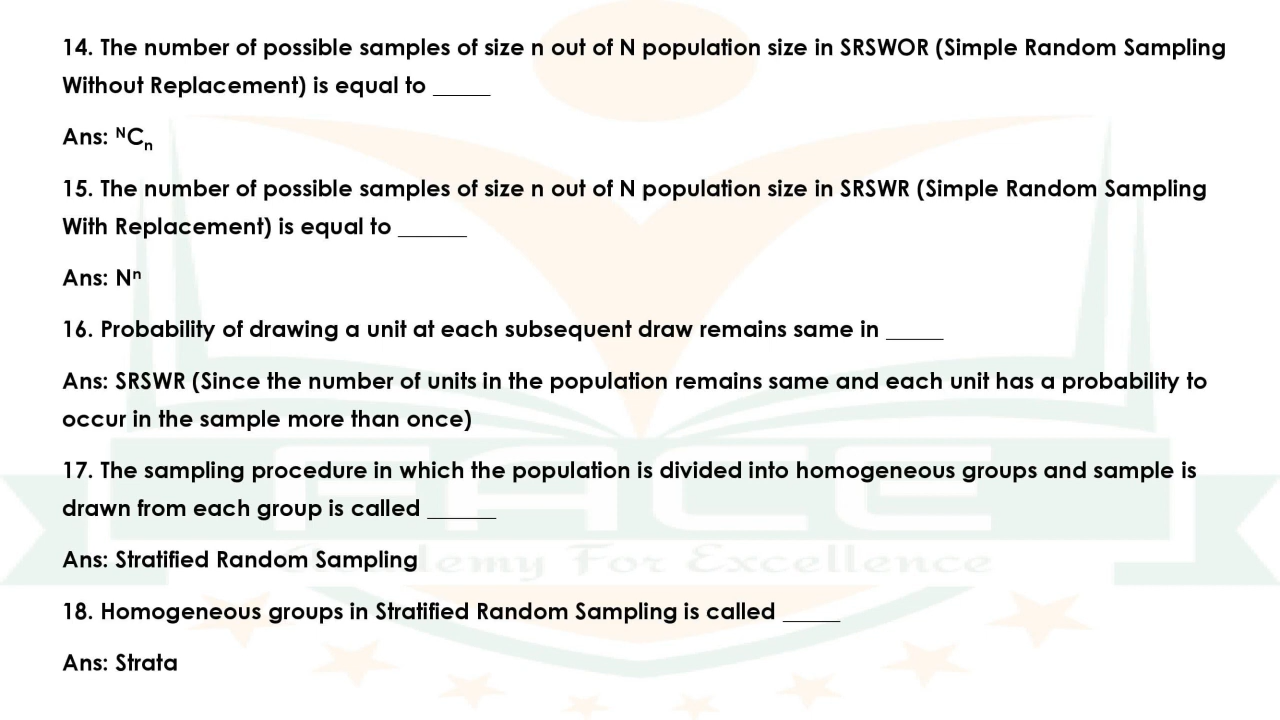 14. The number of possible samples of size n out of N population size in SRSWOR (Simple Random Sampling
Without Replacement) is equal to _____
Ans: ᴺCₙ
15. The number of possible samples of size n out of N population size in SRSWR (Simple Random Sampling
With Replacement) is equal to ______
Ans: Nⁿ
16. Probability of drawing a unit at each subsequent draw remains same in _____
Ans: SRSWR (Since the number of units in the population remains same and each unit has a probability to
occur in the sample more than once)
17. The sampling procedure in which the population is divided into homogeneous groups and sample is
drawn from each group is called ______
FACE
Ans: Stratified Random Sampling
demy For Excellence
18. Homogeneous groups in Stratified Random Sampling is called _____
Ans: Strata